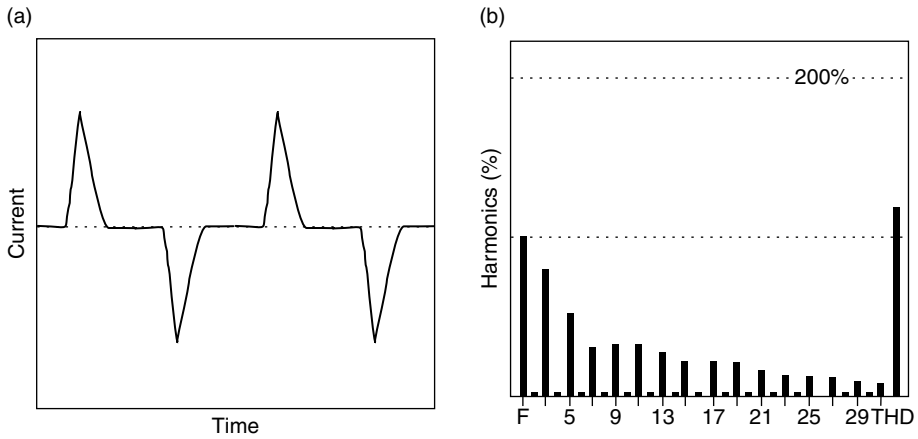 (a)
Current
Time
(b)
200%
Harmonics (%)
F 5 9 13 17 21 25 29 THD